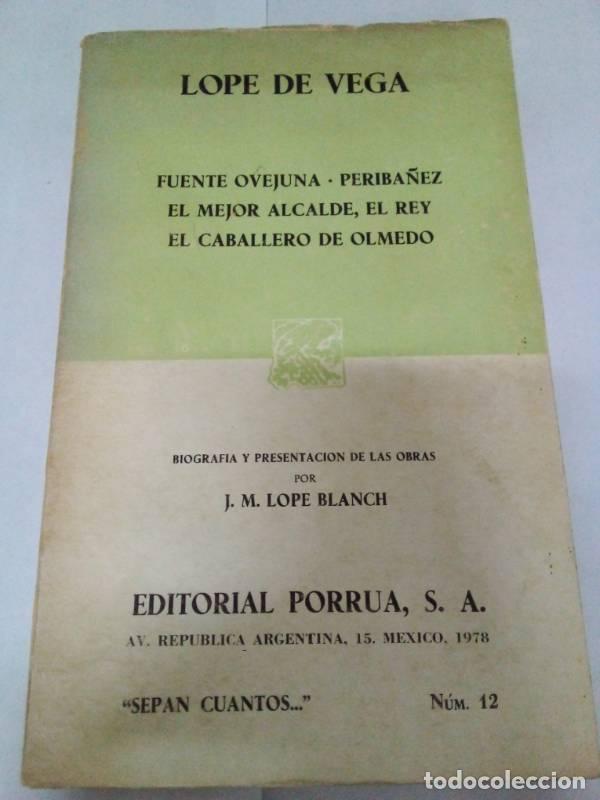 LOPE DE VEGA
FUENTE OVEJUNA · PERIBAÑEZ
EL MEJOR ALCALDE, EL REY
EL CABALLERO DE OLMEDO
BIOGRAFIA Y PRESENTACION DE LAS OBRAS
POR
J. M. LOPE BLANCH
EDITORIAL PORRUA, S. A.
AV. REPUBLICA ARGENTINA, 15. MEXICO, 1978
"SEPAN CUANTOS..." NÚM. 12
todocoleccion